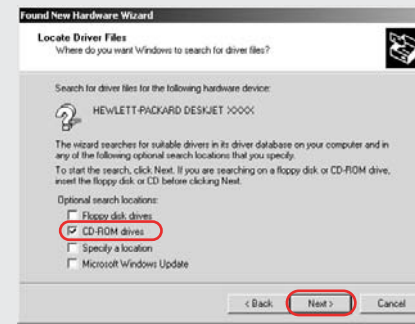 Found New Hardware Wizard
Locate Driver Files
Where do you want Windows to search for driver files?
Search for driver files for the following hardware device:
HEWLETT-PACKARD DESKJET XXXX
The wizard searches for suitable drivers in its driver database on your computer and in
any of the following optional search locations that you specify.
To start the search, click Next. If you are searching on a floppy disk or CD-ROM drive,
insert the floppy disk or CD before clicking Next.
Optional search locations:
Floppy disk drives
CD-ROM drives
Specify a location
Microsoft Windows Update
< Back Next > Cancel